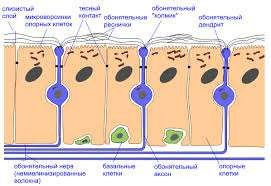 слизистый
слой
микроворсинки
опорных клеток
тесный
контакт
обонятельные
реснички
обонятельный
"холмик"
обонятельный
дендрит
обонятельный нерв
(немиелинизированные
волокна)
базальные
клетки
обонятельный
аксон
опорные
клетки